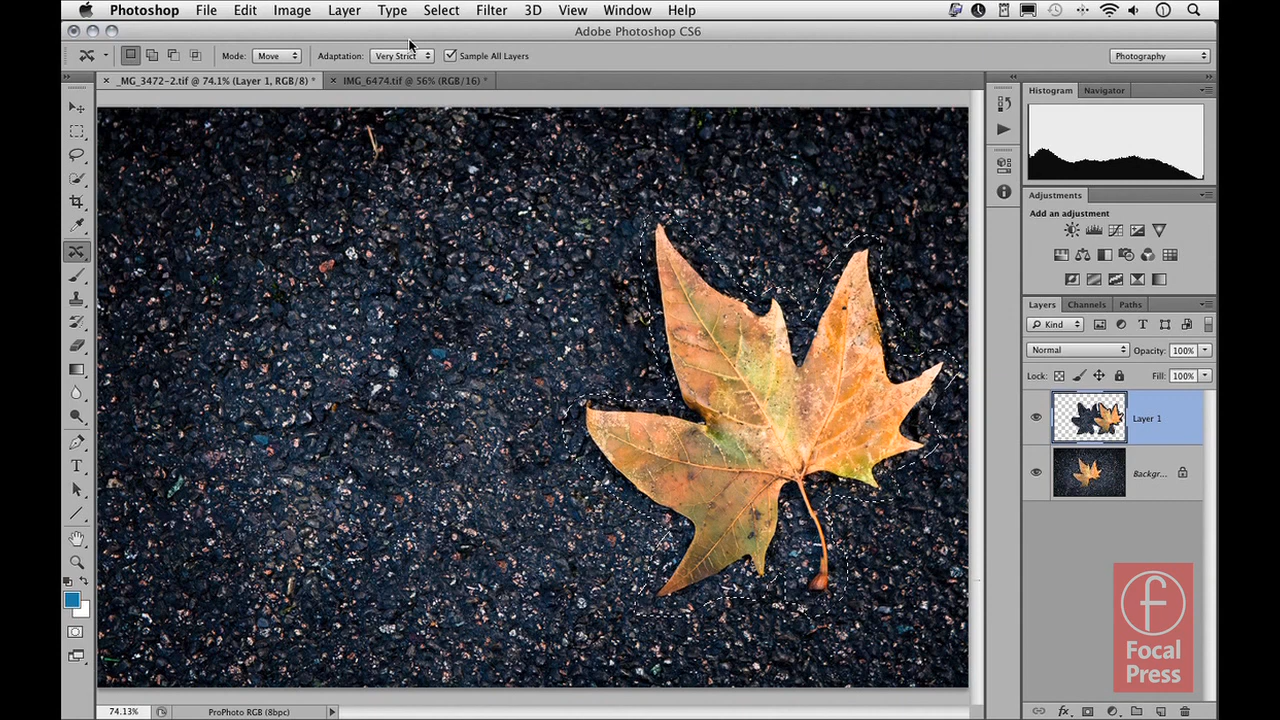 Photoshop File Edit Image Layer Type Select Filter 3D View Window Help
Adobe Photoshop CS6
Mode: Move Adaptation: Very Strict Sample All Layers Photography
× _MG_3472-2.tif @ 74.1% (Layer 1, RGB/8) * × IMG_6474.tif @ 56% (RGB/16) *
Histogram Navigator
Adjustments
Add an adjustment
Layers Channels Paths
Kind
Normal Opacity: 100%
Lock: Fill: 100%
Layer 1
Backgr...
f
Focal
Press
74.13% ProPhoto RGB (8bpc)
fx